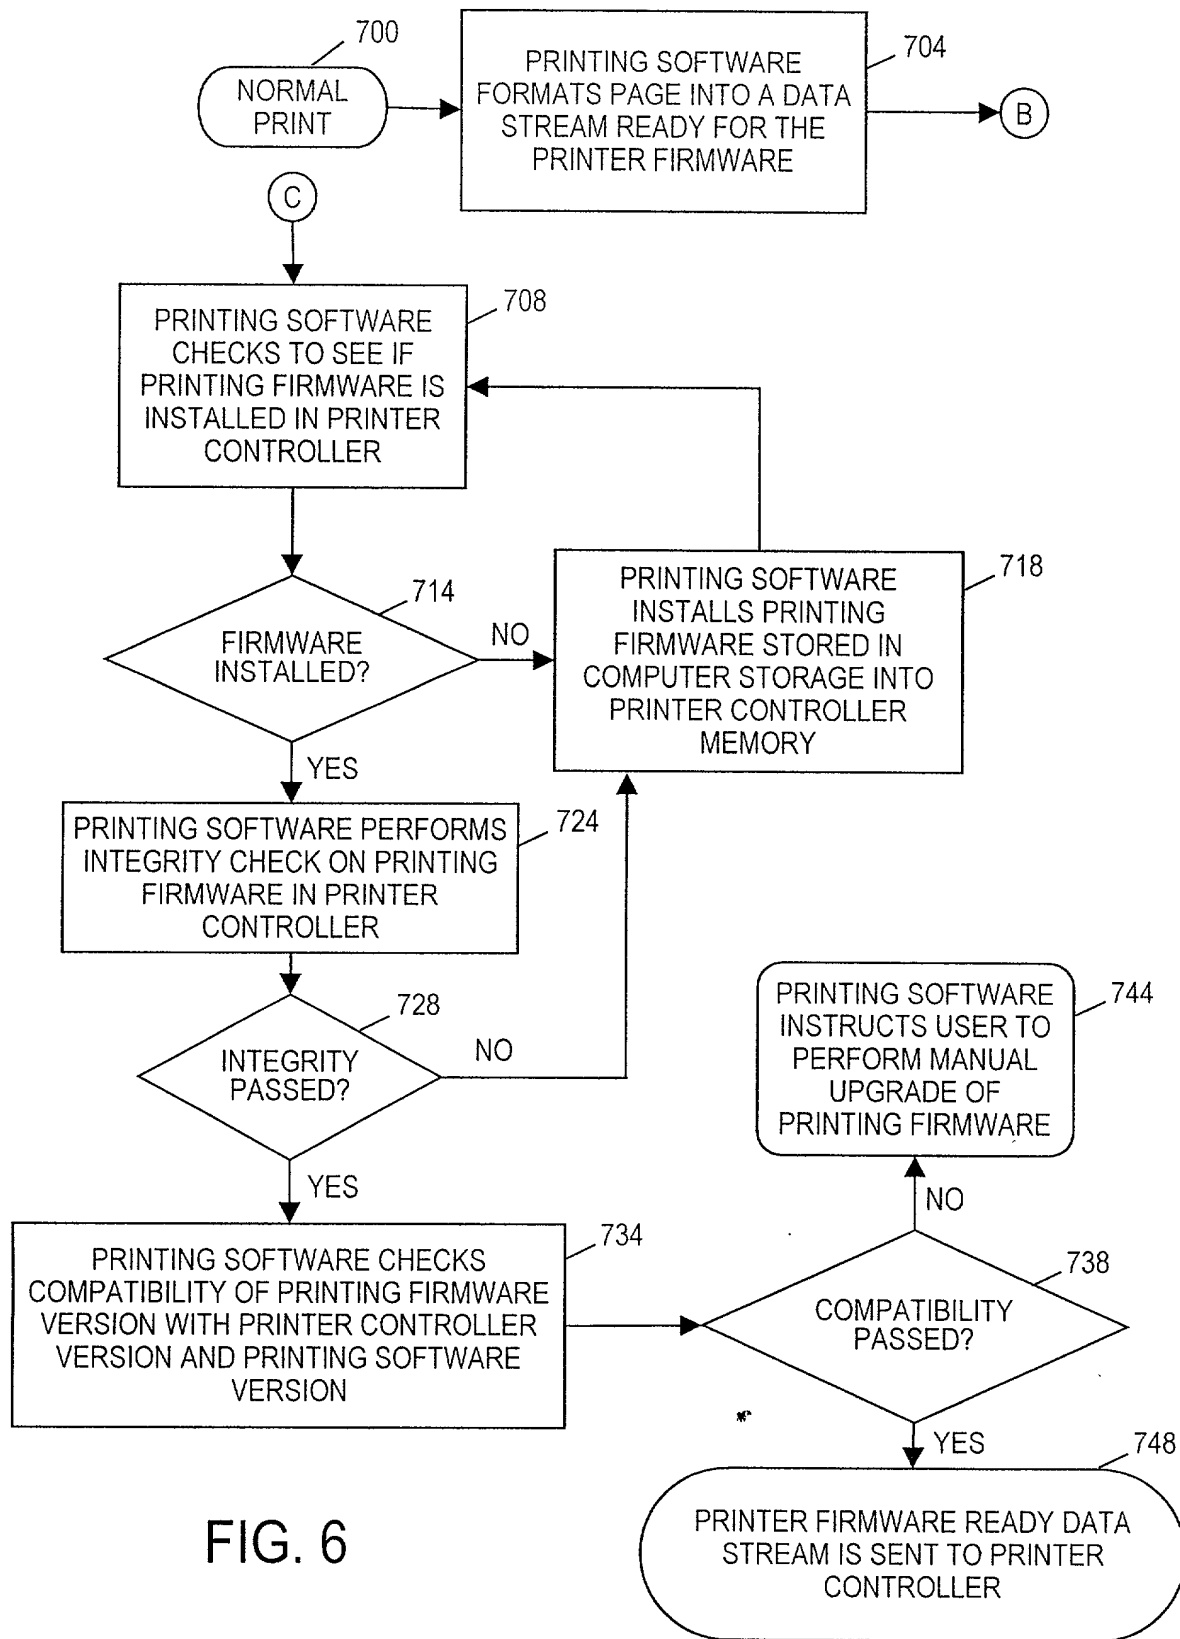 700
NORMAL
PRINT
704
PRINTING SOFTWARE
FORMATS PAGE INTO A DATA
STREAM READY FOR THE
PRINTER FIRMWARE
B
C
708
PRINTING SOFTWARE
CHECKS TO SEE IF
PRINTING FIRMWARE IS
INSTALLED IN PRINTER
CONTROLLER
714
FIRMWARE
INSTALLED?
NO
718
PRINTING SOFTWARE
INSTALLS PRINTING
FIRMWARE STORED IN
COMPUTER STORAGE INTO
PRINTER CONTROLLER
MEMORY
YES
724
PRINTING SOFTWARE PERFORMS
INTEGRITY CHECK ON PRINTING
FIRMWARE IN PRINTER
CONTROLLER
728
INTEGRITY
PASSED?
NO
YES
734
PRINTING SOFTWARE CHECKS
COMPATIBILITY OF PRINTING FIRMWARE
VERSION WITH PRINTER CONTROLLER
VERSION AND PRINTING SOFTWARE
VERSION
744
PRINTING SOFTWARE
INSTRUCTS USER TO
PERFORM MANUAL
UPGRADE OF
PRINTING FIRMWARE
NO
738
COMPATIBILITY
PASSED?
YES
748
PRINTER FIRMWARE READY DATA
STREAM IS SENT TO PRINTER
CONTROLLER
FIG. 6